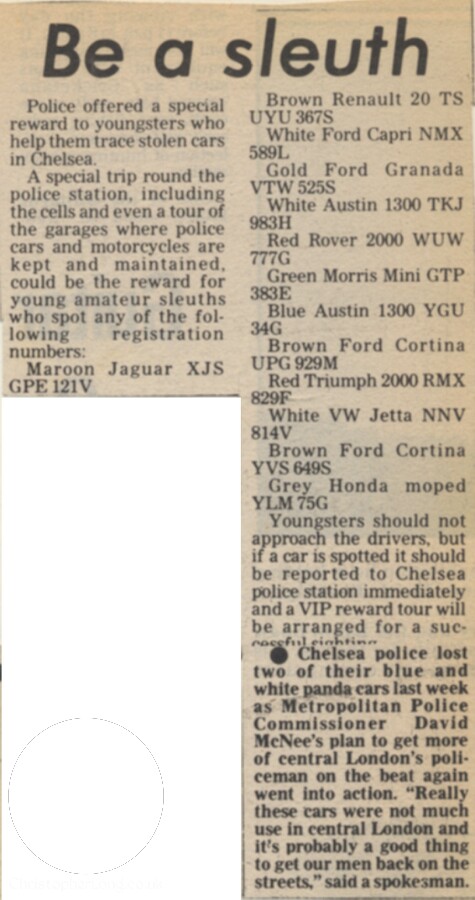 Be a sleuth
Police offered a special
reward to youngsters who
help them trace stolen cars
in Chelsea.
A special trip round the
police station, including
the cells and even a tour of
the garages where police
cars and motorcycles are
kept and maintained,
could be the reward for
young amateur sleuths
who spot any of the fol-
lowing registration
numbers:
Maroon Jaguar XJS
GPE 121V
Brown Renault 20 TS
UYU 367S
White Ford Capri NMX
589L
Gold Ford Granada
VTW 525S
White Austin 1300 TKJ
983H
Red Rover 2000 WUW
777G
Green Morris Mini GTP
383E
Blue Austin 1300 YGU
34G
Brown Ford Cortina
UPG 929M
Red Triumph 2000 RMX
829F
White VW Jetta NNV
814V
Brown Ford Cortina
YVS 649S
Grey Honda moped
YLM 75G
Youngsters should not
approach the drivers, but
if a car is spotted it should
be reported to Chelsea
police station immediately
and a VIP reward tour will
be arranged for a suc-
cessful sighting
● Chelsea police lost
two of their blue and
white panda cars last week
as Metropolitan Police
Commissioner David
McNee's plan to get more
of central London's poli-
ceman on the beat again
went into action. “Really
these cars were not much
use in central London and
it's probably a good thing
to get our men back on the
streets,” said a spokesman.